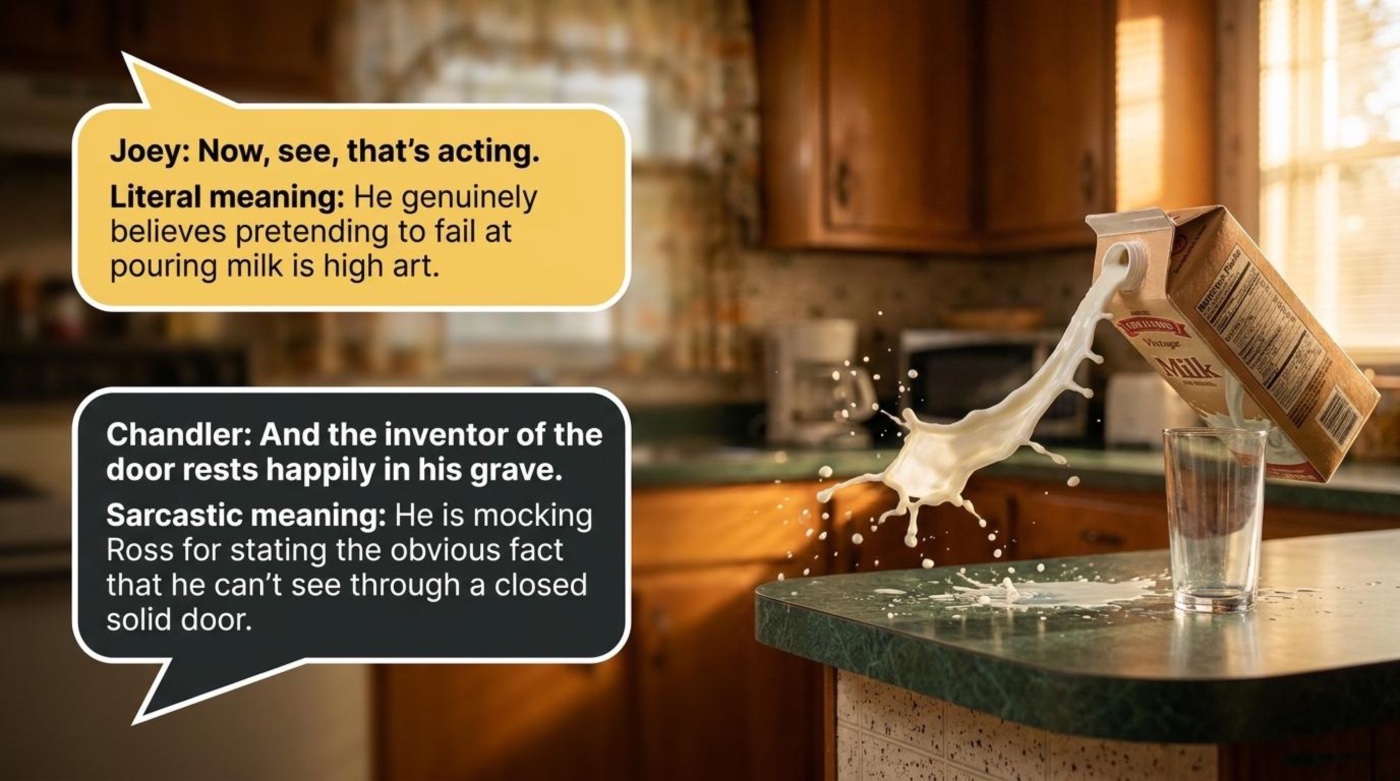 Joey: Now, see, that’s acting.
Literal meaning: He genuinely
believes pretending to fail at
pouring milk is high art.
Chandler: And the inventor of the
door rests happily in his grave.
Sarcastic meaning: He is mocking
Ross for stating the obvious fact
that he can’t see through a closed
solid door.
Vintage
Milk